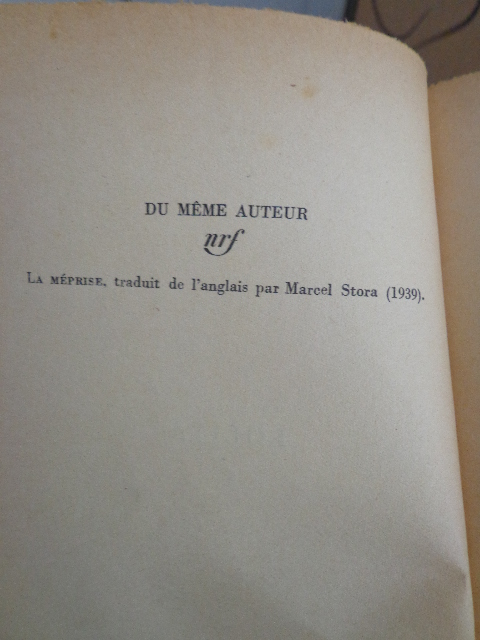 DU MÊME AUTEUR
nrf
LA MÉPRISE, traduit de l'anglais par Marcel Stora (1939).